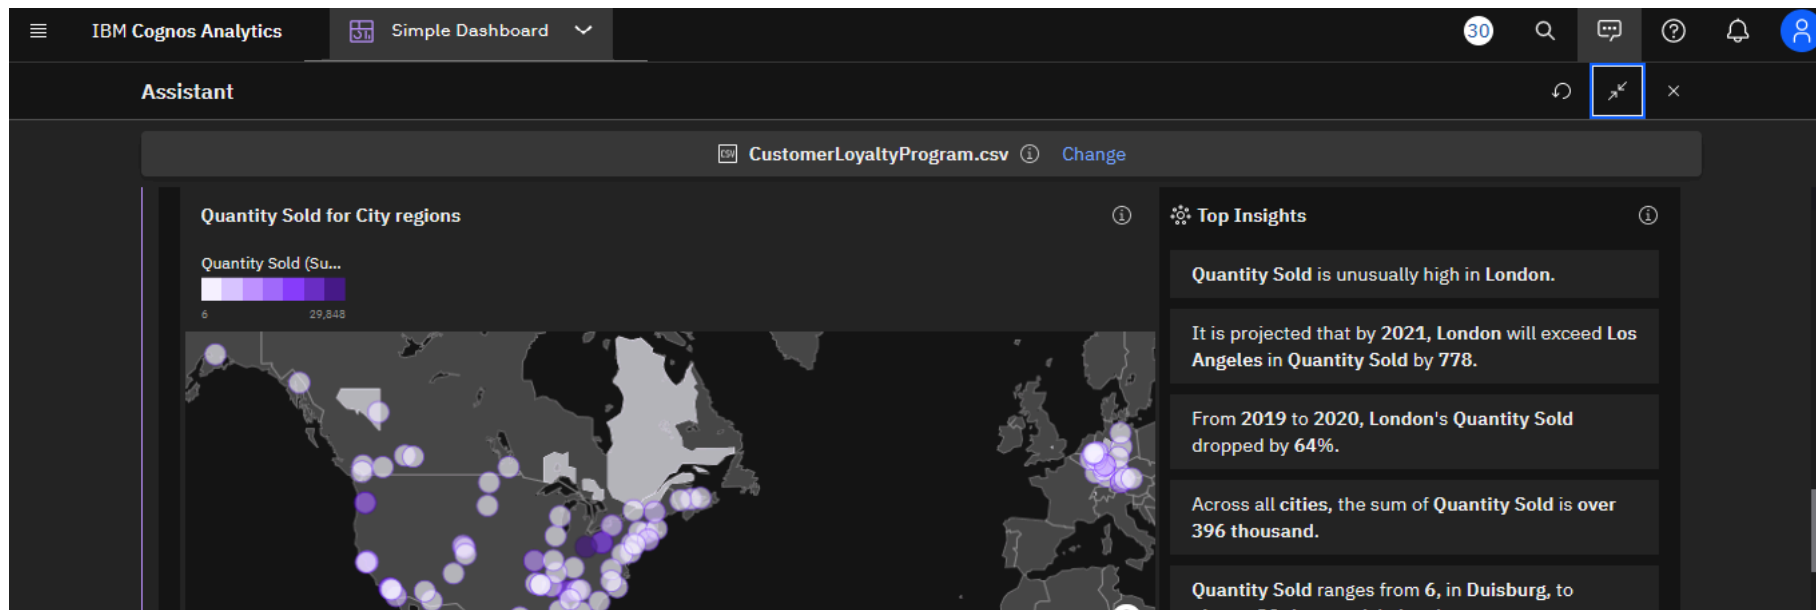 IBM Cognos Analytics
Simple Dashboard
30
Assistant
CSV
CustomerLoyaltyProgram.csv
Change
Quantity Sold for City regions
Quantity Sold (Su...
6
29,848
Top Insights
Quantity Sold is unusually high in London.
It is projected that by 2021, London will exceed Los
Angeles in Quantity Sold by 778.
From 2019 to 2020, London's Quantity Sold
dropped by 64%.
Across all cities, the sum of Quantity Sold is over
396 thousand.
Quantity Sold ranges from 6, in Duisburg, to